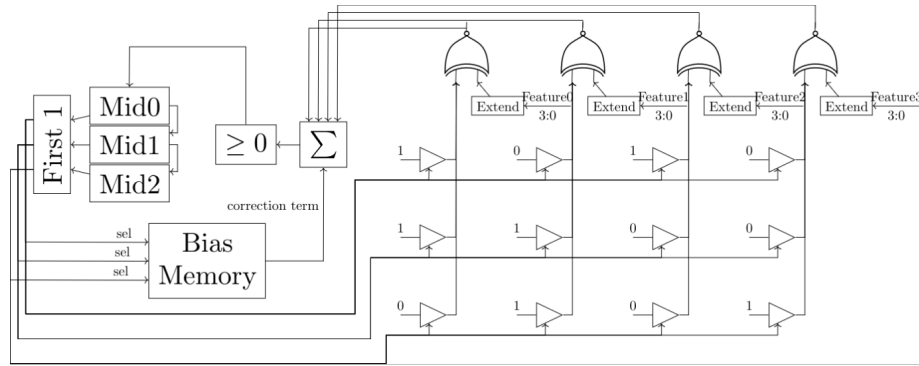 Feature0
Feature1
Feature2
Feature3
Extend
Extend
Extend
Extend
3:0
3:0
3:0
3:0
First 1
Mid0
Mid1
Mid2
≥ 0
∑
1
0
1
0
correction term
sel
sel
sel
Bias
Memory
1
1
0
0
0
1
0
1